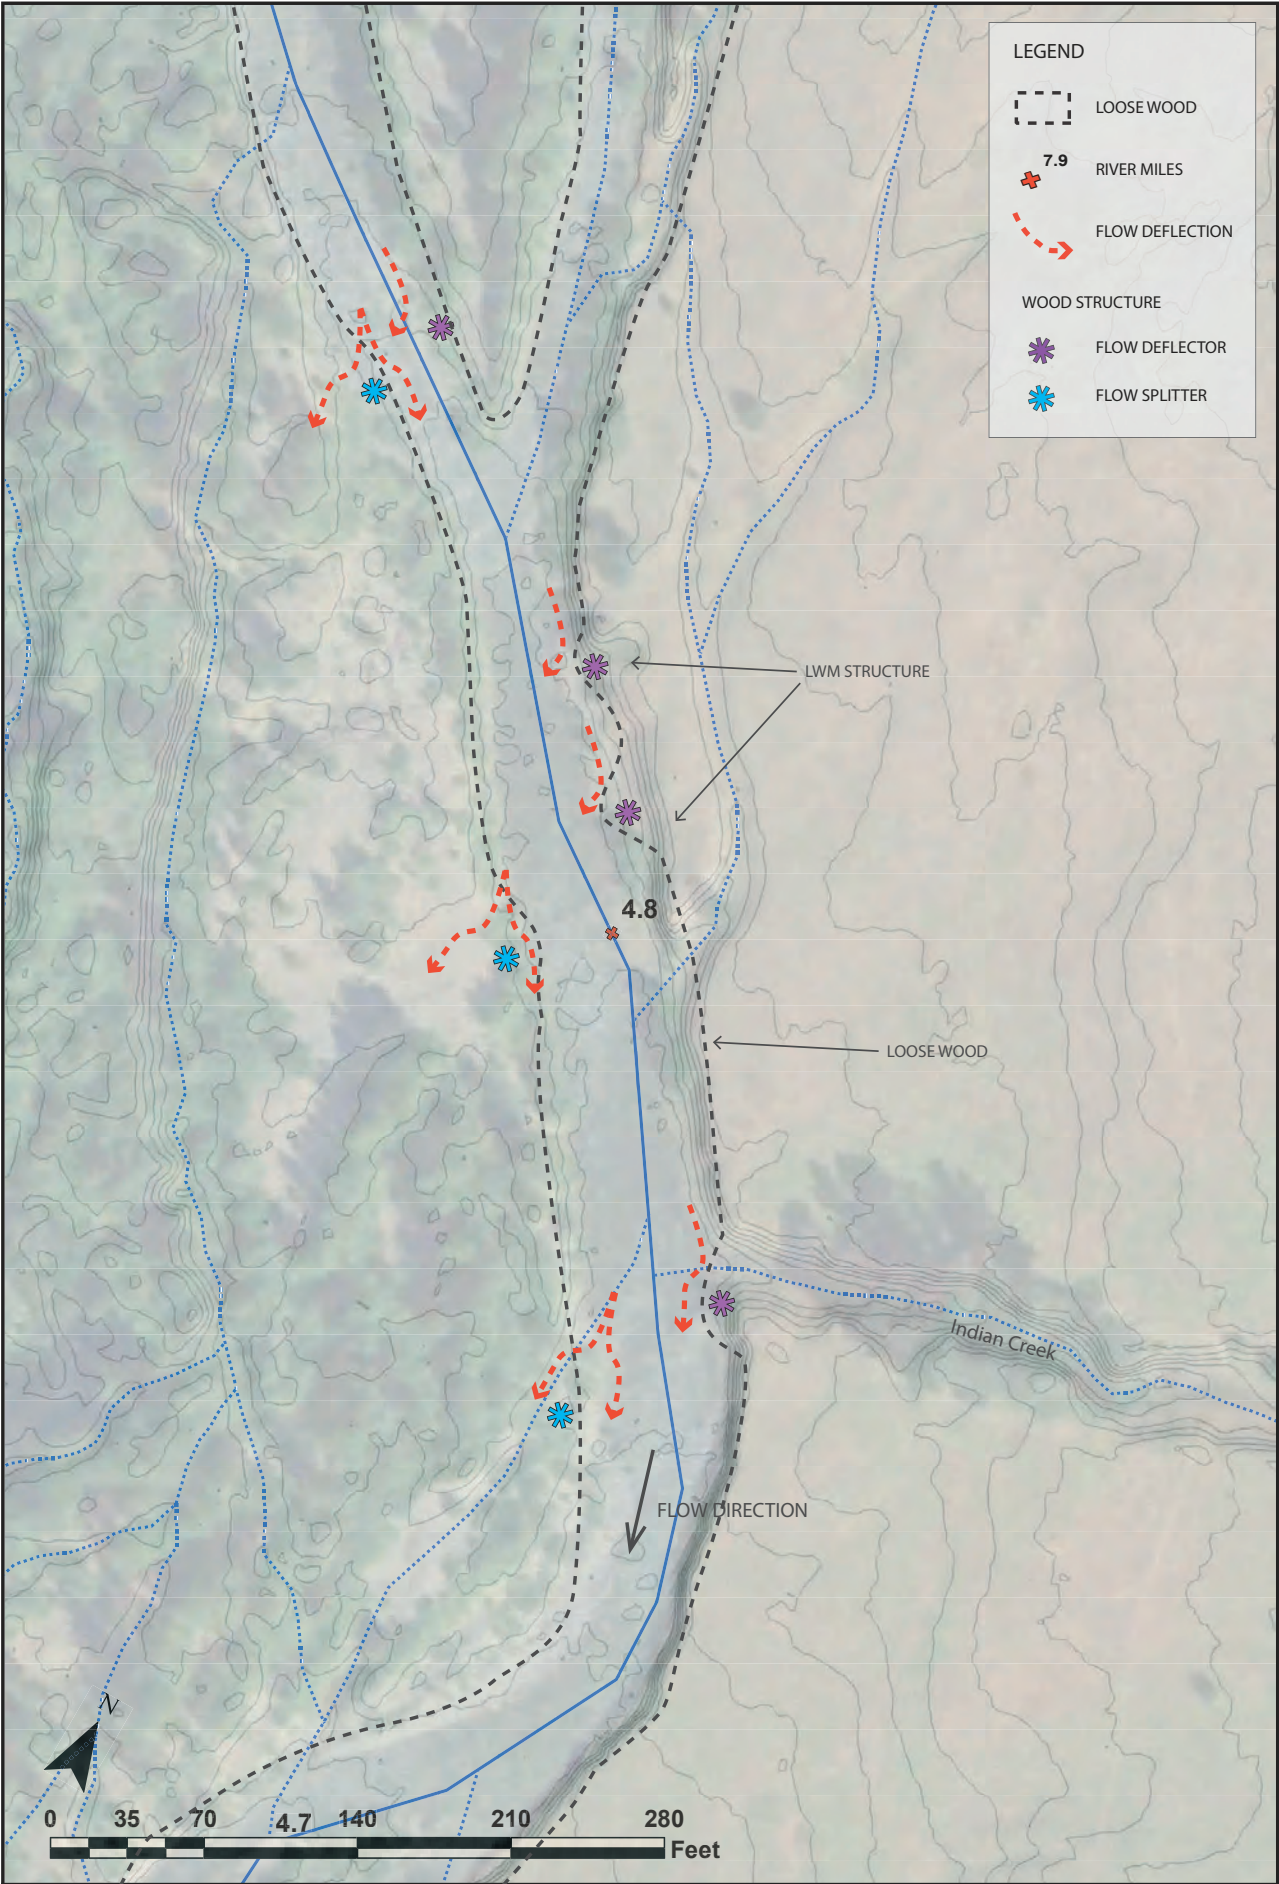 LEGEND
LOOSE WOOD
7.9
RIVER MILES
FLOW DEFLECTION
WOOD STRUCTURE
FLOW DEFLECTOR
FLOW SPLITTER
LWM STRUCTURE
4.8
LOOSE WOOD
Indian Creek
FLOW DIRECTION
N
0 35 70 4.7 140 210 280
Feet